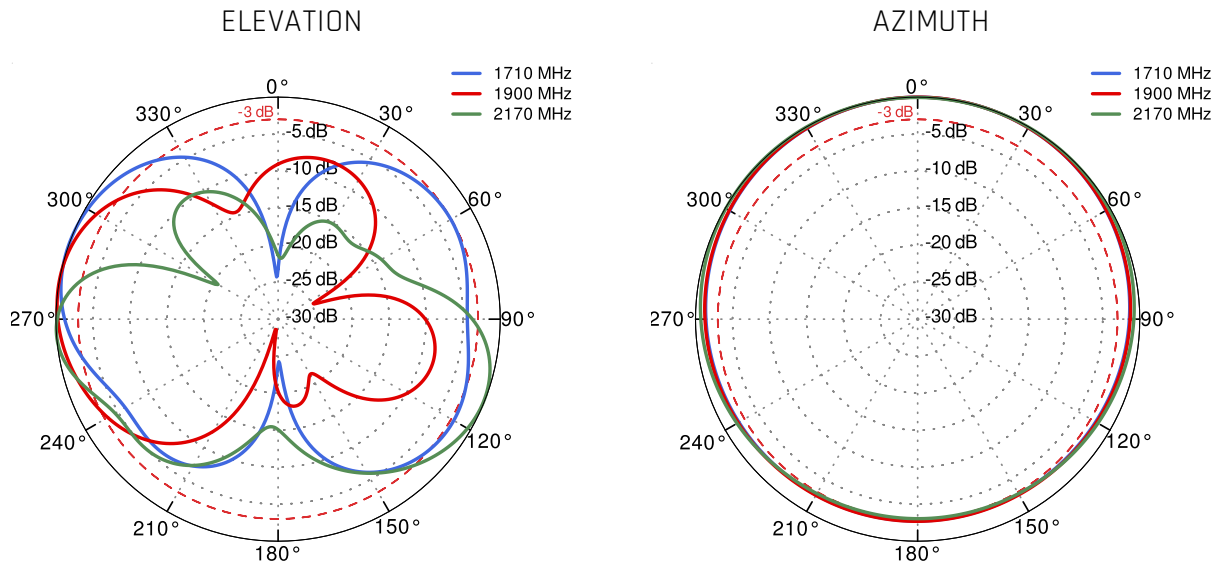 ELEVATION
1710 MHz
1900 MHz
2170 MHz
0°
330°
-3 dB
30°
-5 dB
-10 dB
300°
60°
-15 dB
-20 dB
-25 dB
270°
-30 dB
90°
240°
120°
210°
150°
180°
AZIMUTH
1710 MHz
1900 MHz
2170 MHz
0°
330°
-3 dB
30°
-5 dB
-10 dB
300°
60°
-15 dB
-20 dB
-25 dB
270°
-30 dB
90°
240°
120°
210°
150°
180°